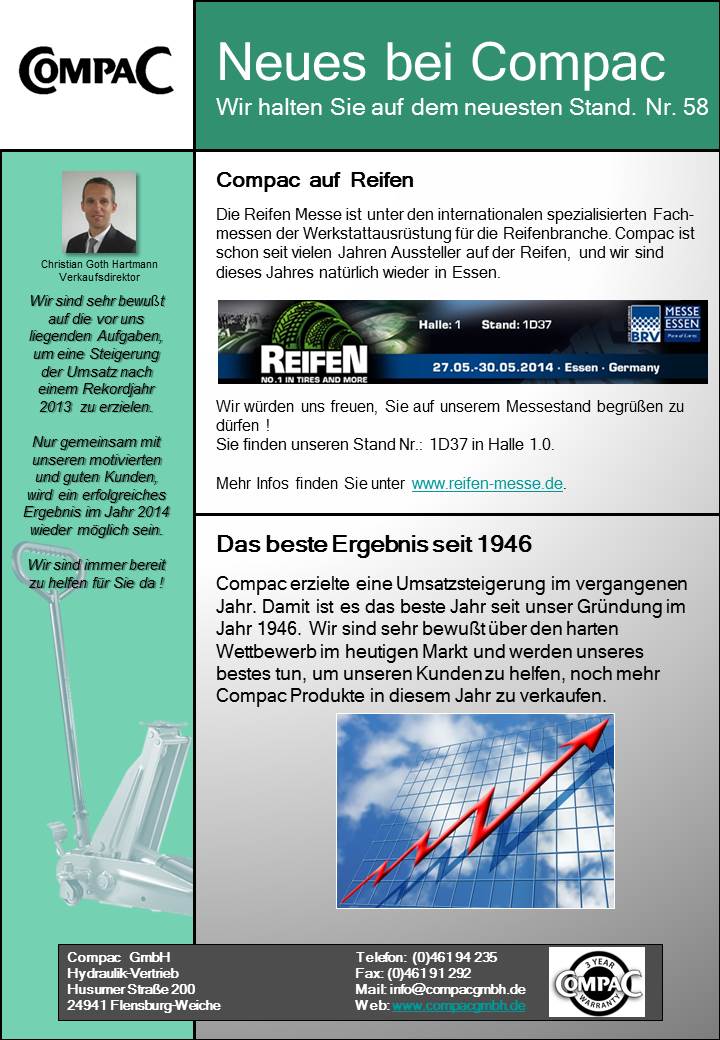 COMPAC
Neues bei Compac
Wir halten Sie auf dem neuesten Stand. Nr. 58
Christian Goth Hartmann
Verkaufsdirektor
Wir sind sehr bewußt
auf die vor uns
liegenden Aufgaben,
um eine Steigerung
der Umsatz nach
einem Rekordjahr
2013 zu erzielen.
Nur gemeinsam mit
unseren motivierten
und guten Kunden,
wird ein erfolgreiches
Ergebnis im Jahr 2014
wieder möglich sein.
Wir sind immer bereit
zu helfen für Sie da !
Compac auf Reifen
Die Reifen Messe ist unter den internationalen spezialisierten Fach-
messen der Werkstattausrüstung für die Reifenbranche. Compac ist
schon seit vielen Jahren Aussteller auf der Reifen, und wir sind
dieses Jahres natürlich wieder in Essen.
REIFEN
NO.1 IN TIRES AND MORE
Halle: 1 Stand: 1D37
BRV
MESSE
ESSEN
Place of Events
27.05.-30.05.2014 · Essen · Germany
Wir würden uns freuen, Sie auf unserem Messestand begrüßen zu
dürfen !
Sie finden unseren Stand Nr.: 1D37 in Halle 1.0.
Mehr Infos finden Sie unter www.reifen-messe.de.
Das beste Ergebnis seit 1946
Compac erzielte eine Umsatzsteigerung im vergangenen
Jahr. Damit ist es das beste Jahr seit unser Gründung im
Jahr 1946. Wir sind sehr bewußt über den harten
Wettbewerb im heutigen Markt und werden unseres
bestes tun, um unseren Kunden zu helfen, noch mehr
Compac Produkte in diesem Jahr zu verkaufen.
Compac GmbH
Hydraulik-Vertrieb
Husumer Straße 200
24941 Flensburg-Weiche
Telefon: (0)461 94 235
Fax: (0)461 91 292
Mail: info@compacgmbh.de
Web: www.compacgmbh.de
3 YEAR
COMPAC
WARRANTY